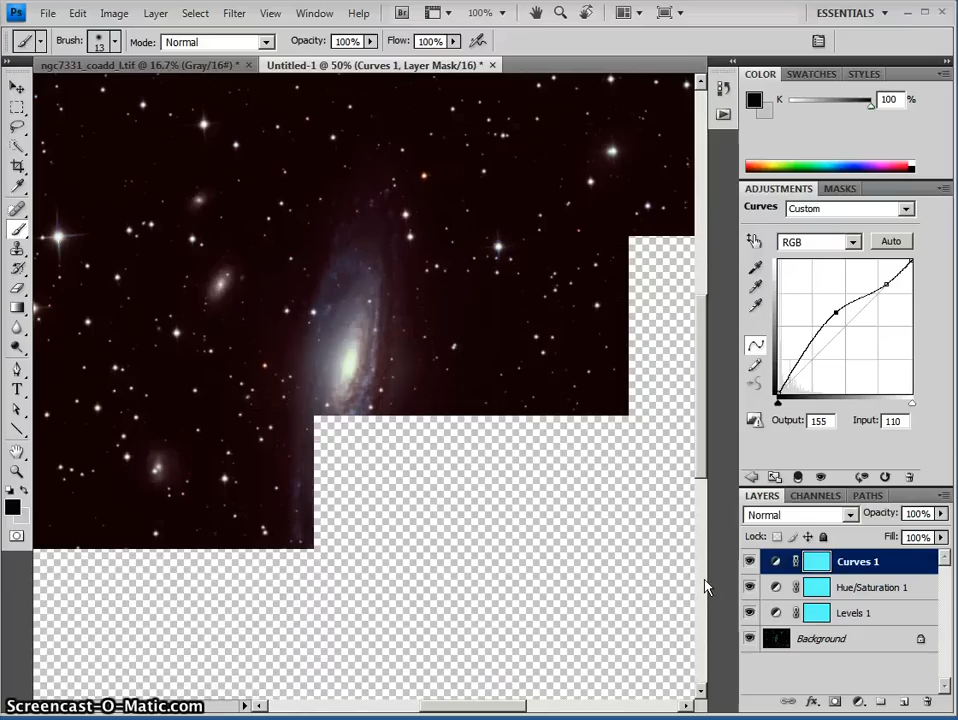 Ps File Edit Image Layer Select Filter View Window Help Br 100% ESSENTIALS
Brush: 13 Mode: Normal Opacity: 100% Flow: 100%
ngc7331_coadd_l.tif @ 16.7% (Gray/16#) * Untitled-1 @ 50% (Curves 1, Layer Mask/16) *
COLOR SWATCHES STYLES
K 100 %
ADJUSTMENTS MASKS
Curves Custom
RGB Auto
Output: 155 Input: 110
LAYERS CHANNELS PATHS
Normal Opacity: 100%
Lock: Fill: 100%
Curves 1
Hue/Saturation 1
Levels 1
Background
Screencast-O-Matic.com
fx